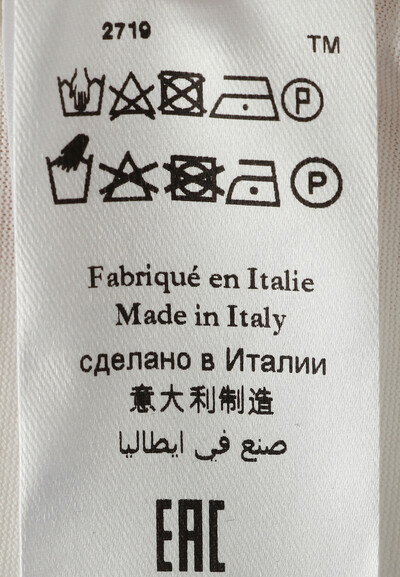 2719
TM
P
P
Fabriqué en Italie
Made in Italy
сделано в Италии
意大利制造
صنع في ايطاليا
EAC